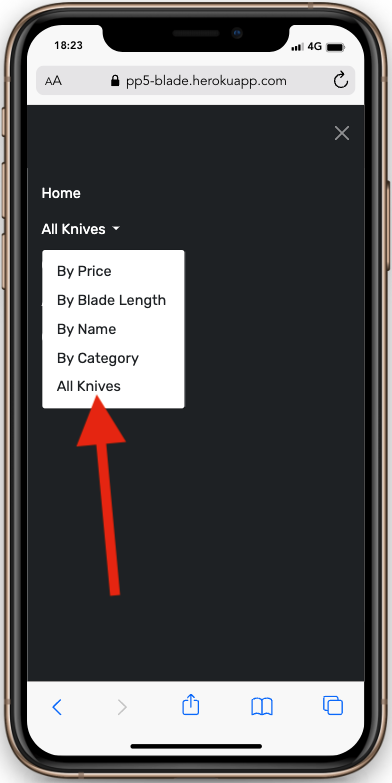 18:23
4G
AA pp5-blade.herokuapp.com
Home
All Knives
By Price
By Blade Length
By Name
By Category
All Knives